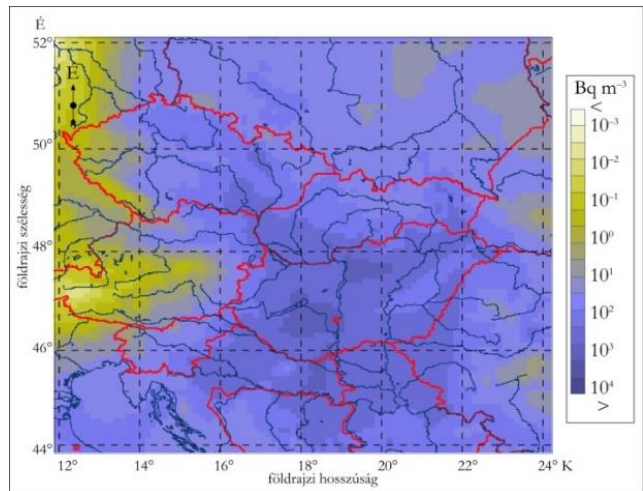 É
52°
50°
48°
46°
44°
földrajzi szélesség
E
12° 14° 16° 18° 20° 22° 24° K
földrajzi hosszúság
Bq m⁻³
<
10⁻³
10⁻²
10⁻¹
10⁰
10¹
10²
10³
10⁴
>